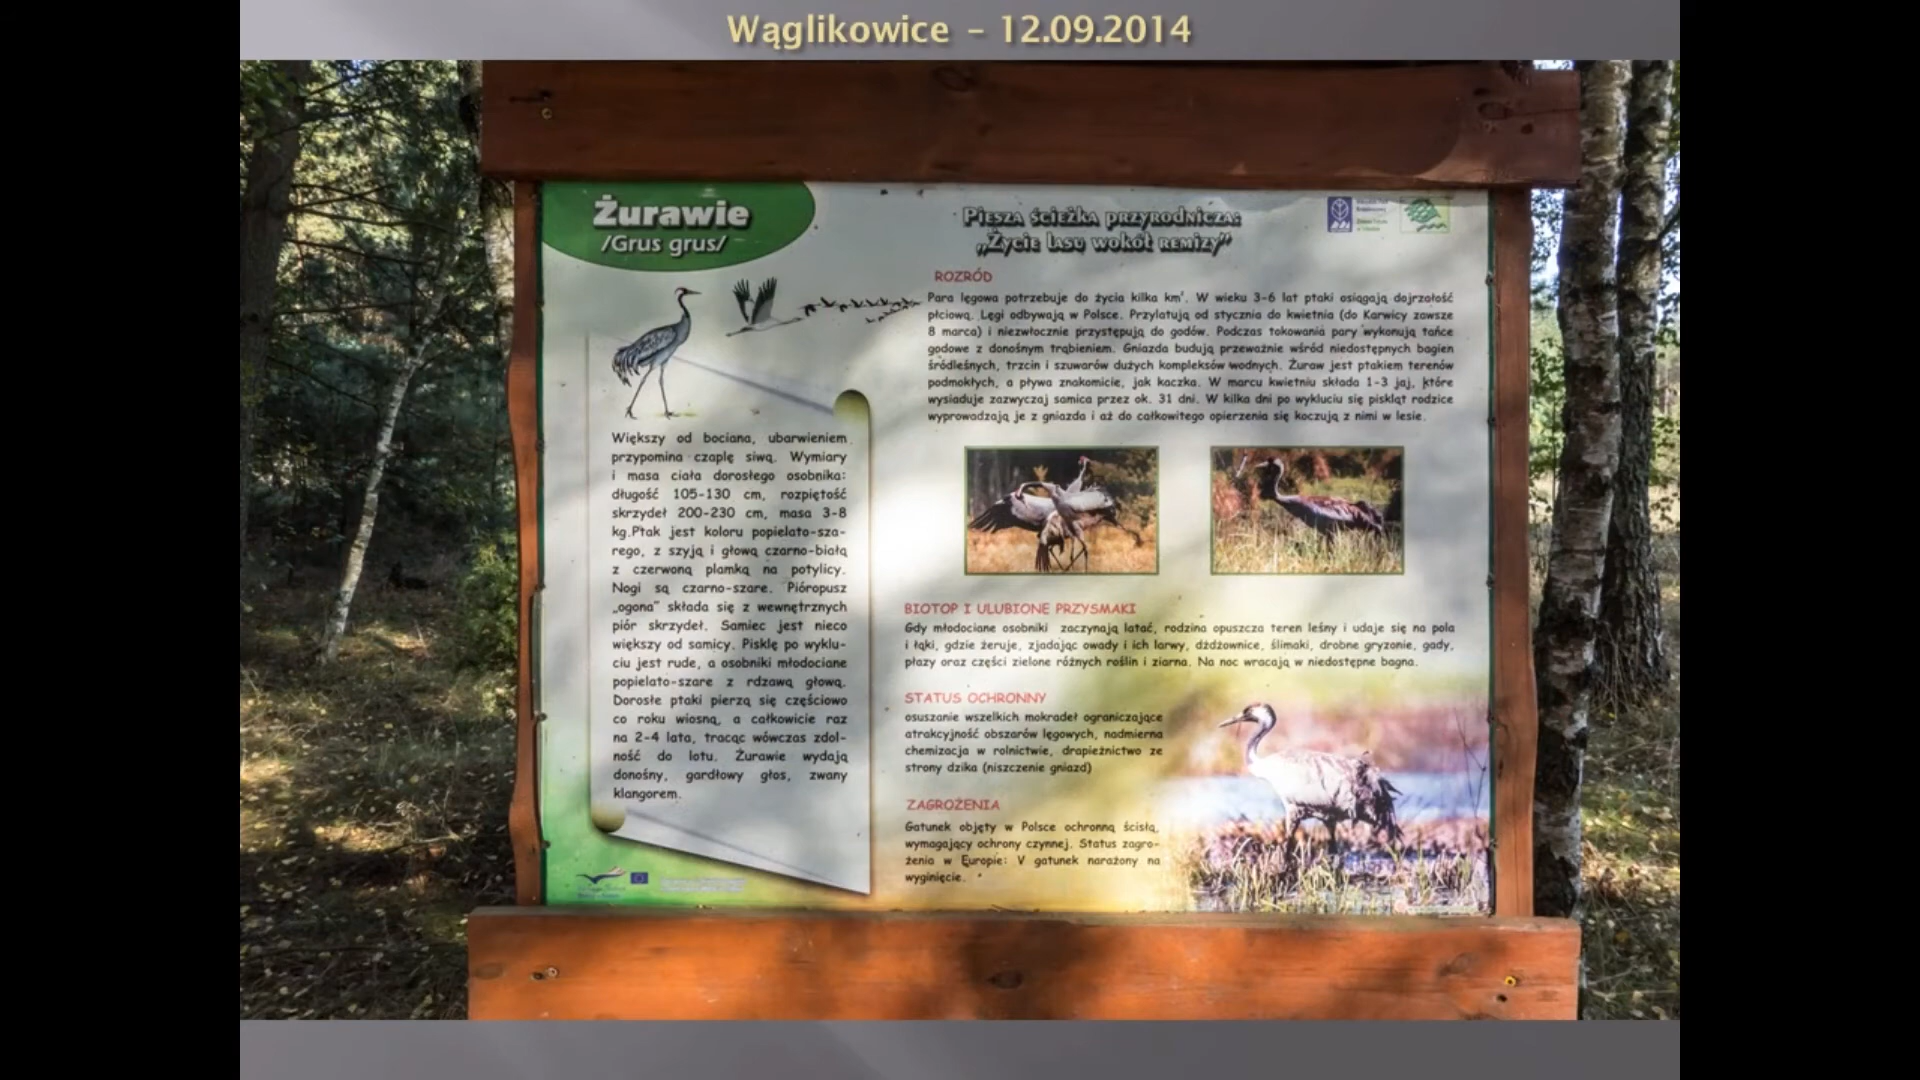 Wąglikowice – 12.09.2014
Żurawie
/Grus grus/
Piesza ścieżka przyrodnicza:
„Życie lasu wokół remizy”
Większy od bociana, ubarwieniem
przypomina czaplę siwą. Wymiary
i masa ciała dorosłego osobnika:
długość 105-130 cm, rozpiętość
skrzydeł 200-230 cm, masa 3-8
kg.Ptak jest koloru popielato-sza-
rego, z szyją i głową czarno-białą
z czerwoną plamką na potylicy.
Nogi są czarno-szare. Pióropusz
„ogona” składa się z wewnętrznych
piór skrzydeł. Samiec jest nieco
większy od samicy. Pisklę po wyklu-
ciu jest rude, a osobniki młodociane
popielato-szare z rdzawą głową.
Dorosłe ptaki pierzą się częściowo
co roku wiosną, a całkowicie raz
na 2-4 lata, tracąc wówczas zdol-
ność do lotu. Żurawie wydają
donośny, gardłowy głos, zwany
klangorem.
ROZRÓD
Para lęgowa potrzebuje do życia kilka km². W wieku 3-6 lat ptaki osiągają dojrzałość
płciową. Lęgi odbywają w Polsce. Przylatują od stycznia do kwietnia (do Karwicy zawsze
8 marca) i niezwłocznie przystępują do godów. Podczas tokowania pary wykonują tańce
godowe z donośnym trąbieniem. Gniazda budują przeważnie wśród niedostępnych bagien
śródleśnych, trzcin i szuwarów dużych kompleksów wodnych. Żuraw jest ptakiem terenów
podmokłych, a pływa znakomicie, jak kaczka. W marcu kwietniu składa 1-3 jaj, które
wysiaduje zazwyczaj samica przez ok. 31 dni. W kilka dni po wykluciu się piskląt rodzice
wyprowadzają je z gniazda i aż do całkowitego opierzenia się koczują z nimi w lesie.
BIOTOP I ULUBIONE PRZYSMAKI
Gdy młodociane osobniki zaczynają latać, rodzina opuszcza teren leśny i udaje się na pola
i łąki, gdzie żeruje, zjadając owady i ich larwy, dżdżownice, ślimaki, drobne gryzonie, gady,
płazy oraz części zielone różnych roślin i ziarna. Na noc wracają w niedostępne bagna.
STATUS OCHRONNY
osuszanie wszelkich mokradeł ograniczające
atrakcyjność obszarów lęgowych, nadmierna
chemizacja w rolnictwie, drapieżnictwo ze
strony dzika (niszczenie gniazd)
ZAGROŻENIA
Gatunek objęty w Polsce ochronną ścisłą,
wymagający ochrony czynnej. Status zagro-
żenia w Europie: V gatunek narażony na
wyginięcie.